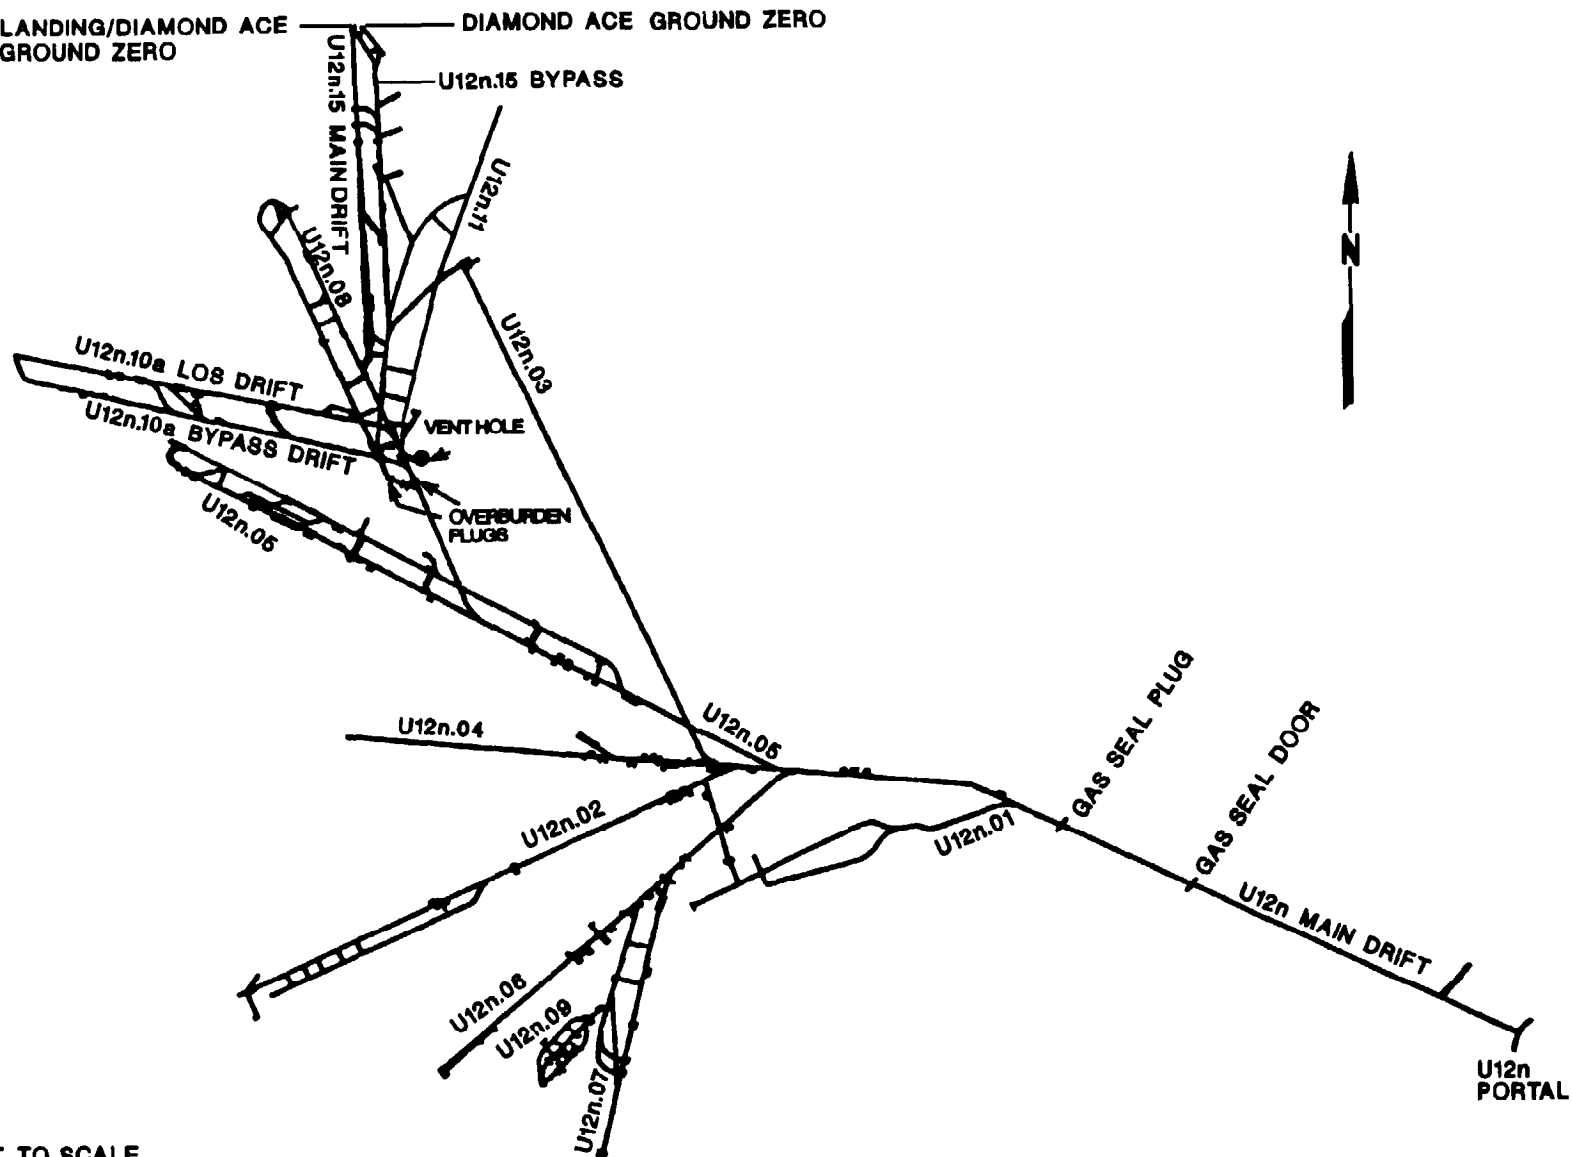 LANDING/DIAMOND ACE
GROUND ZERO
DIAMOND ACE GROUND ZERO
U12n.15 BYPASS
U12n.15 MAIN DRIFT
U12n.11
U12n.08
U12n.03
U12n.10a LOS DRIFT
U12n.10a BYPASS DRIFT
VENT HOLE
OVERBURDEN
PLUGS
U12n.05
N
U12n.04
U12n.05
U12n.02
U12n.01
GAS SEAL PLUG
GAS SEAL DOOR
U12n MAIN DRIFT
U12n.06
U12n.09
U12n.07
U12n
PORTAL
TO SCALE